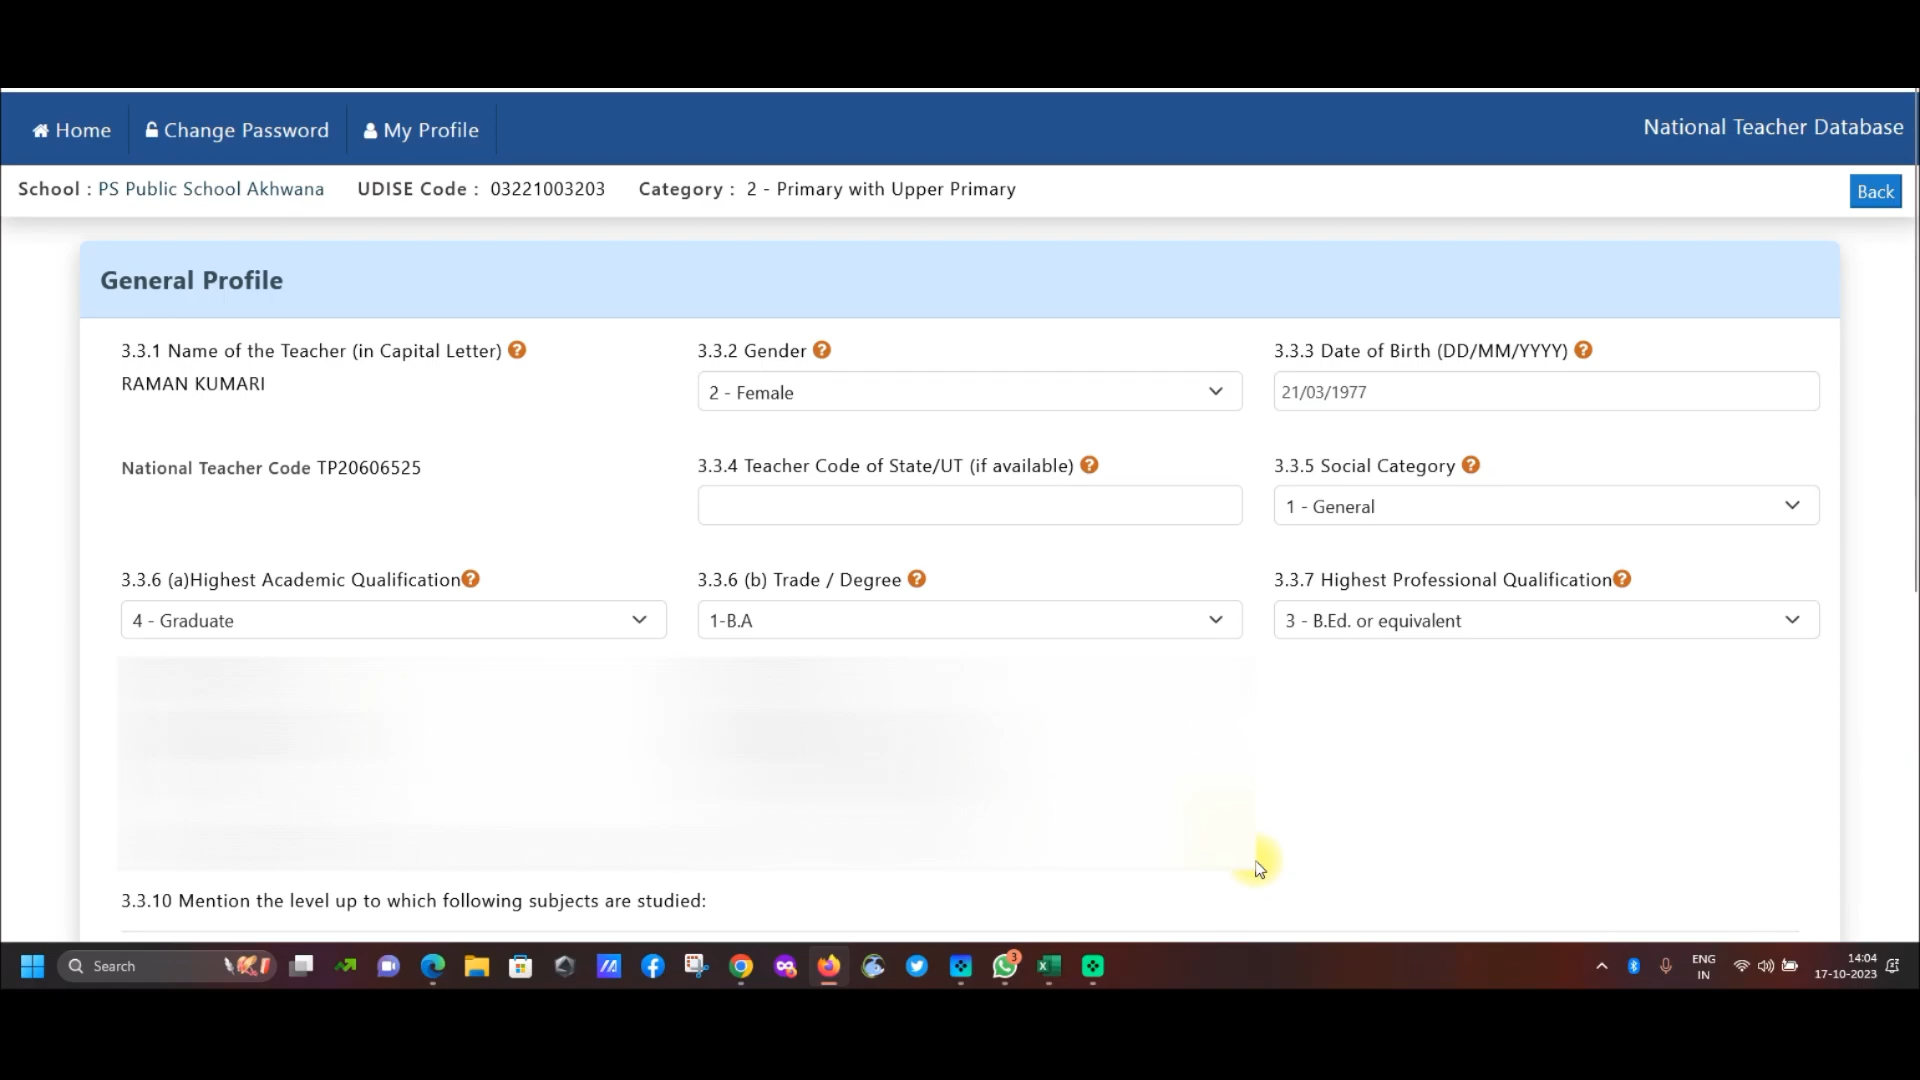 Home Change Password My Profile National Teacher Database
School : PS Public School Akhwana UDISE Code : 03221003203 Category : 2 - Primary with Upper Primary Back
General Profile
3.3.1 Name of the Teacher (in Capital Letter) ? 3.3.2 Gender ? 3.3.3 Date of Birth (DD/MM/YYYY) ?
RAMAN KUMARI 2 - Female 21/03/1977
National Teacher Code TP20606525 3.3.4 Teacher Code of State/UT (if available) ? 3.3.5 Social Category ?
1 - General
3.3.6 (a)Highest Academic Qualification? 3.3.6 (b) Trade / Degree ? 3.3.7 Highest Professional Qualification?
4 - Graduate 1-B.A 3 - B.Ed. or equivalent
3.3.10 Mention the level up to which following subjects are studied:
Search 3 ENG 14:04
IN 17-10-2023